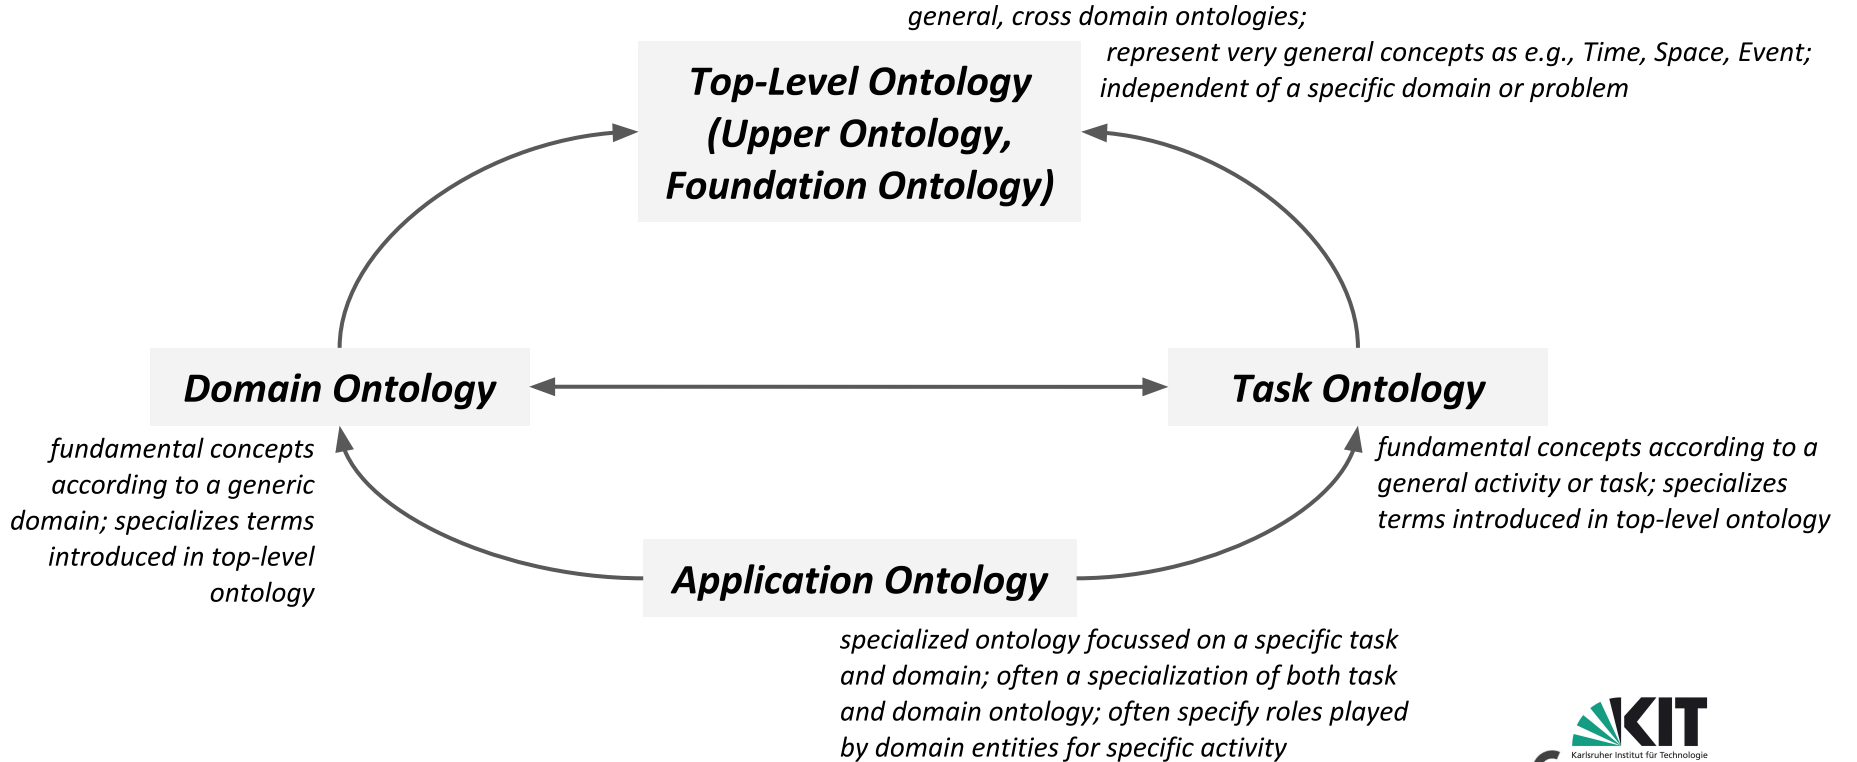 general, cross domain ontologies;
represent very general concepts as e.g., Time, Space, Event;
independent of a specific domain or problem
Top-Level Ontology
(Upper Ontology,
Foundation Ontology)
Domain Ontology
Task Ontology
fundamental concepts
according to a generic
domain; specializes terms
introduced in top-level
ontology
fundamental concepts according to a
general activity or task; specializes
terms introduced in top-level ontology
Application Ontology
specialized ontology focussed on a specific task
and domain; often a specialization of both task
and domain ontology; often specify roles played
by domain entities for specific activity
KIT
Karlsruher Institut für Technologie